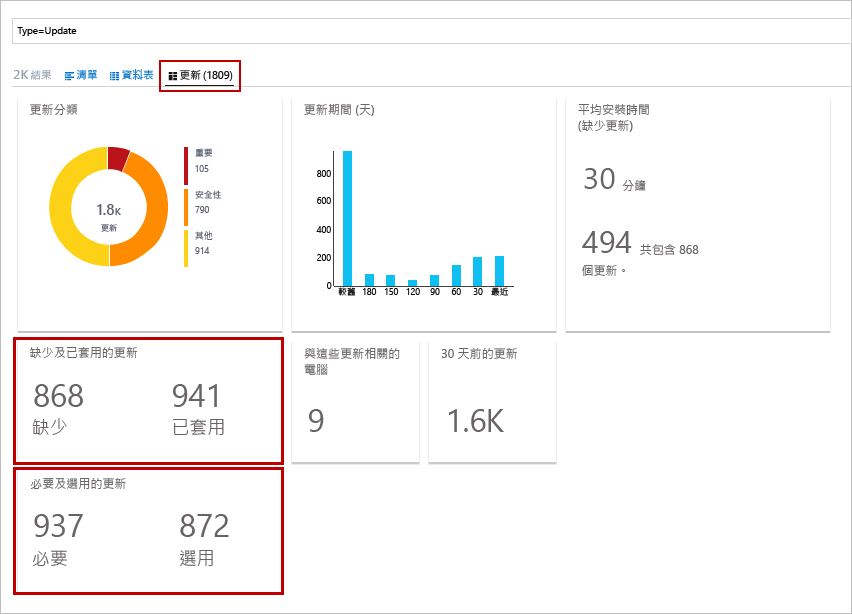 Type=Update
2K 結果 清單 資料表 更新 (1809)
更新分類
1.8K
更新
重要
105
安全性
790
其他
914
更新期間 (天)
800
600
400
200
0
較舊 180 150 120 90 60 30 最近
平均安裝時間
(缺少更新)
30 分鐘
494 共包含 868
個更新。
缺少及已套用的更新
868 941
缺少 已套用
與這些更新相關的
電腦
9
30 天前的更新
1.6K
必要及選用的更新
937 872
必要 選用